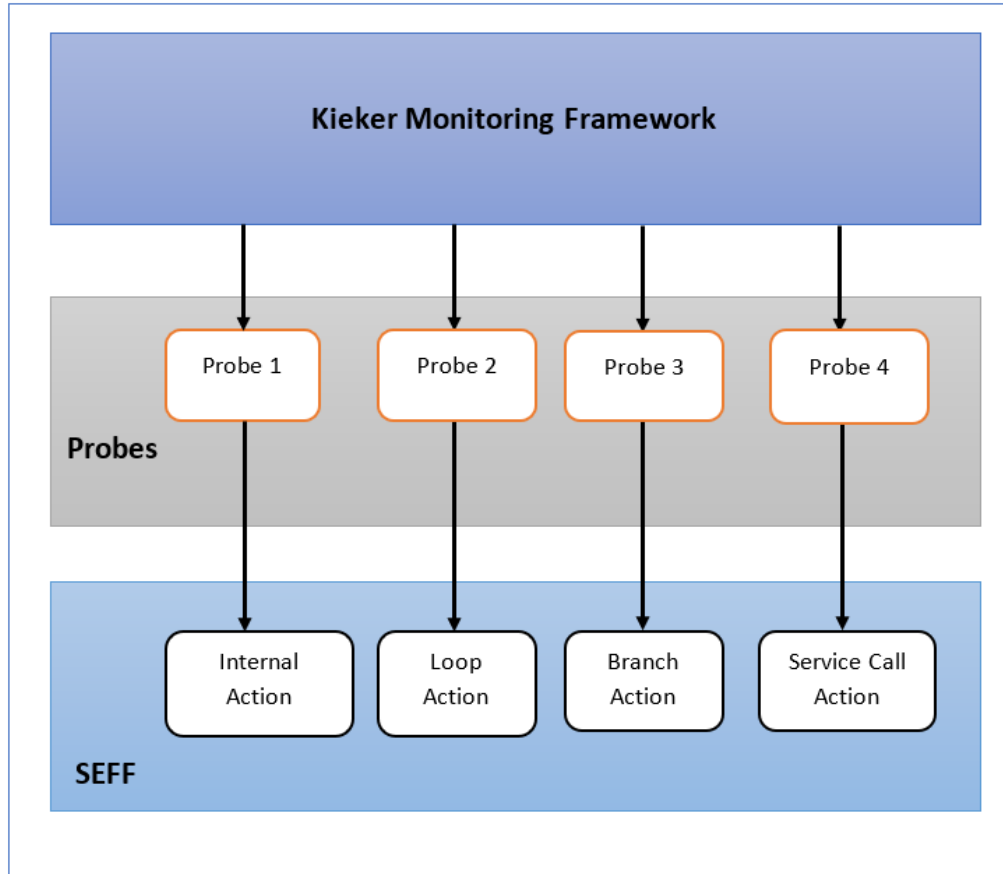 Kieker Monitoring Framework
Probe 1
Probe 2
Probe 3
Probe 4
Probes
Internal
Action
Loop
Action
Branch
Action
Service Call
Action
SEFF